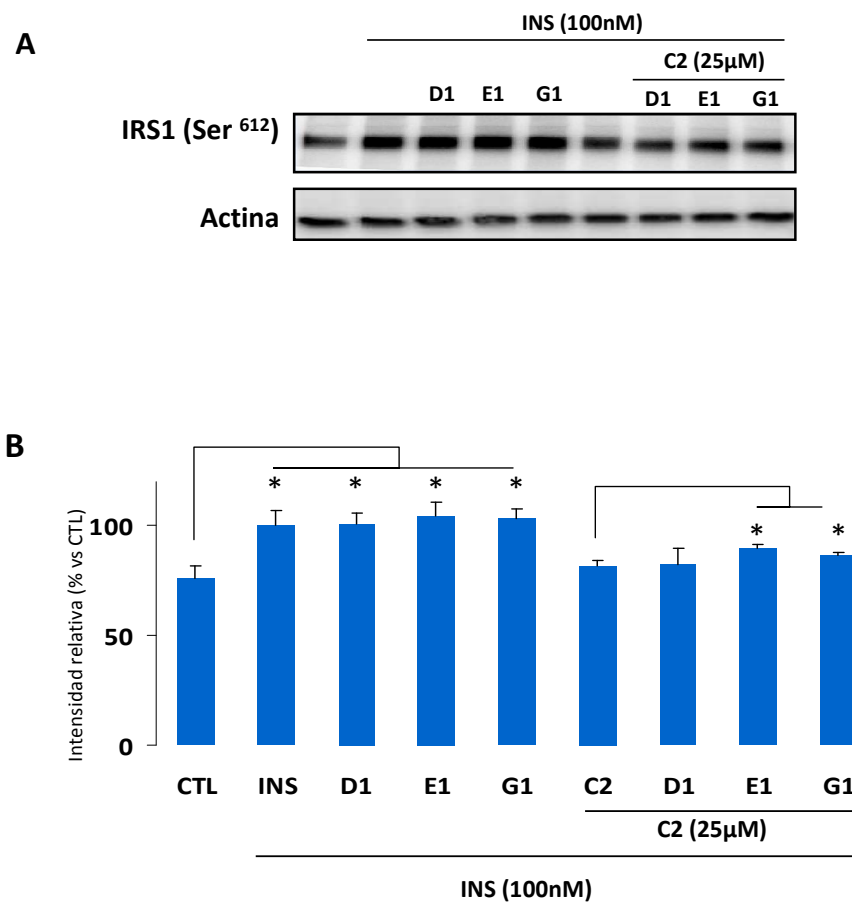 A
INS (100nM)
C2 (25µM)
D1 E1 G1 D1 E1 G1
IRS1 (Ser 612)
Actina
B
Intensidad relativa (% vs CTL)
100
50
0
* * * * * *
CTL INS D1 E1 G1 C2 D1 E1 G1
C2 (25µM)
INS (100nM)